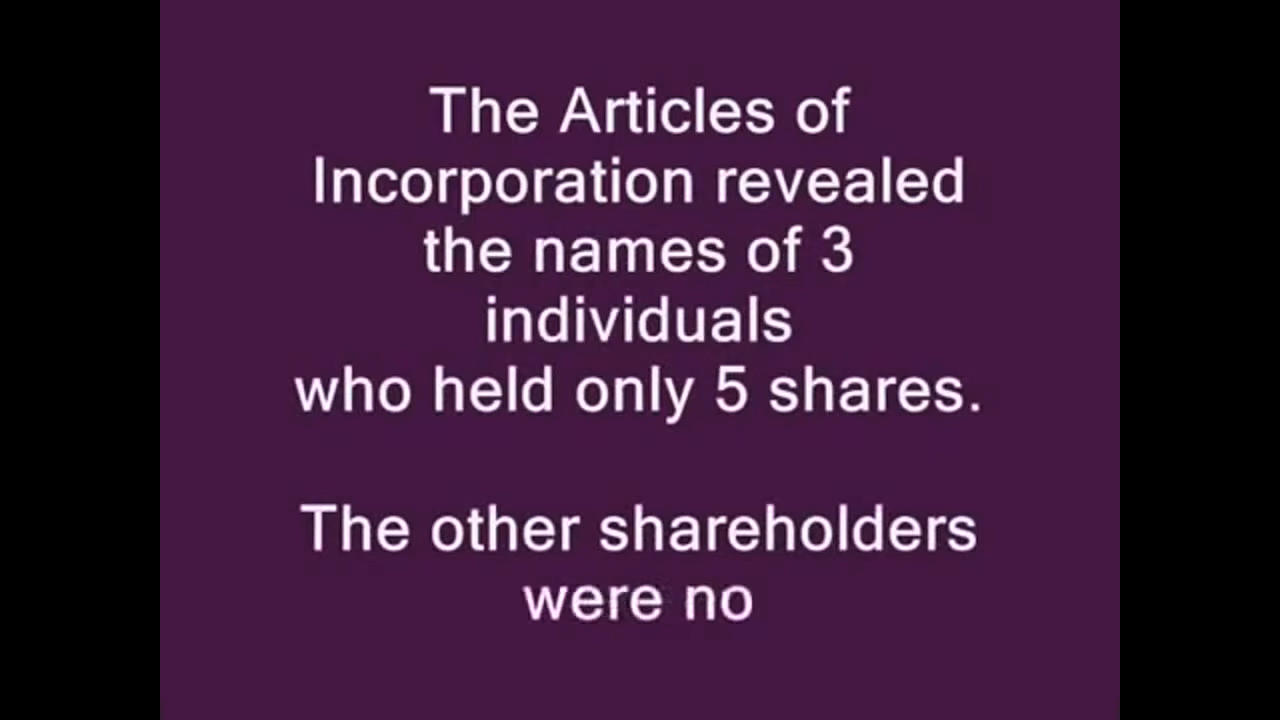 The Articles of
Incorporation revealed
the names of 3
individuals
who held only 5 shares.
The other shareholders
were no